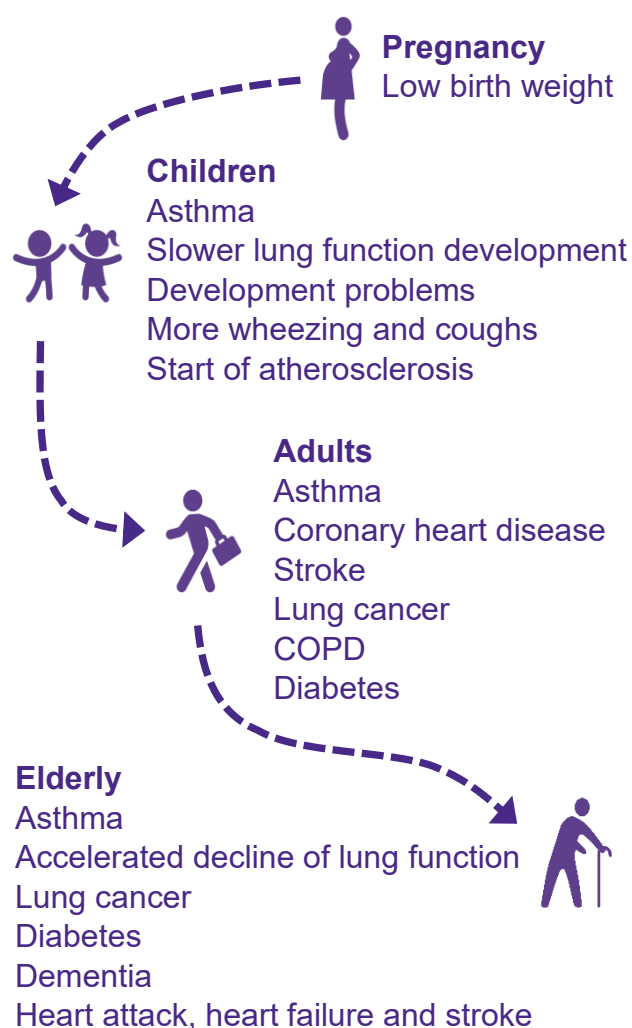 Pregnancy
Low birth weight
Children
Asthma
Slower lung function development
Development problems
More wheezing and coughs
Start of atherosclerosis
Adults
Asthma
Coronary heart disease
Stroke
Lung cancer
COPD
Diabetes
Elderly
Asthma
Accelerated decline of lung function
Lung cancer
Diabetes
Dementia
Heart attack, heart failure and stroke